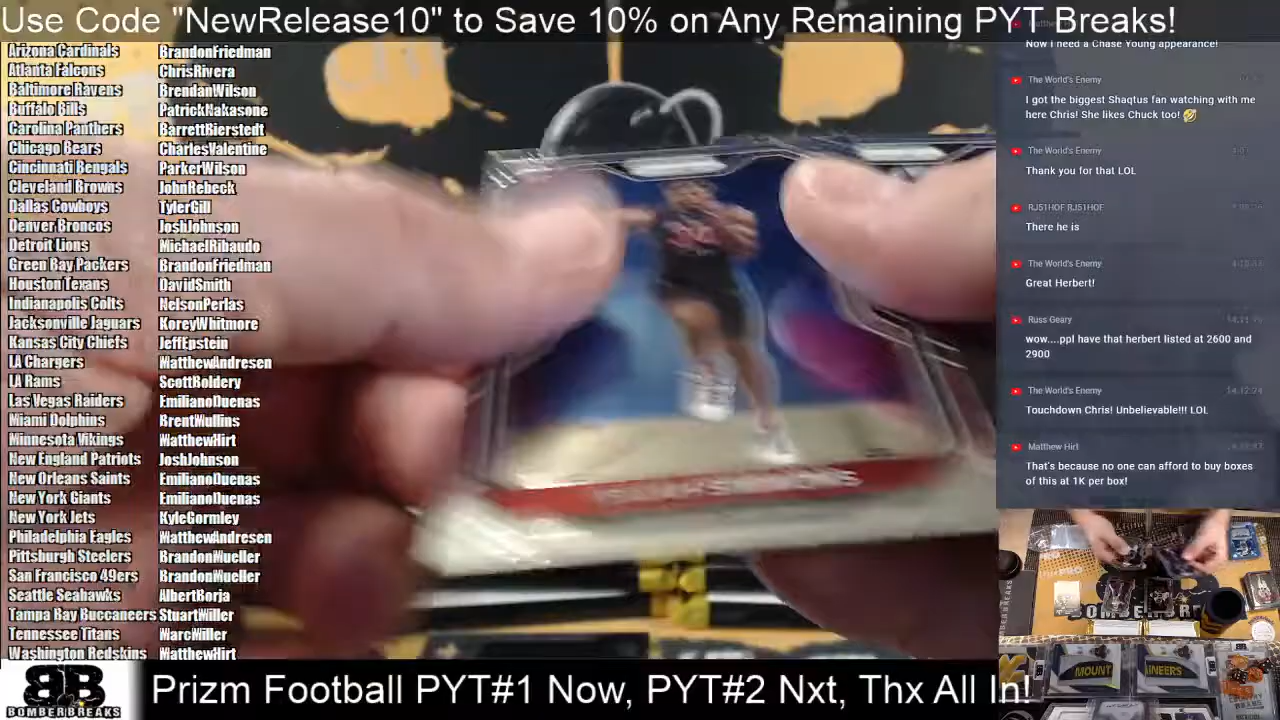 Use Code "NewRelease10" to Save 10% on Any Remaining PYT Breaks!
Arizona Cardinals BrandonFriedman
Atlanta Falcons ChrisRivera
Baltimore Ravens BrendanWilson
Buffalo Bills PatrickNakasone
Carolina Panthers BarrettBierstedt
Chicago Bears CharlesValentine
Cincinnati Bengals ParkerWilson
Cleveland Browns JohnRebeck
Dallas Cowboys TylerGill
Denver Broncos JoshJohnson
Detroit Lions MichaelRibaudo
Green Bay Packers BrandonFriedman
Houston Texans DavidSmith
Indianapolis Colts NelsonPerlas
Jacksonville Jaguars KoreyWhitmore
Kansas City Chiefs JeffEpstein
LA Chargers MatthewAndresen
LA Rams ScottBoldery
Las Vegas Raiders EmilianoDuenas
Miami Dolphins BrentMullins
Minnesota Vikings MatthewHirt
New England Patriots JoshJohnson
New Orleans Saints EmilianoDuenas
New York Giants EmilianoDuenas
New York Jets KyleGormley
Philadelphia Eagles MatthewAndresen
Pittsburgh Steelers BrandonMueller
San Francisco 49ers BrandonMueller
Seattle Seahawks AlbertBorja
Tampa Bay Buccaneers StuartMiller
Tennessee Titans MarcMiller
Washington Redskins MatthewHirt
Now I need a Chase Young appearance!
The World's Enemy
I got the biggest Shaqtus fan watching with me
here Chris! She likes Chuck too! 🤣
The World's Enemy
Thank you for that LOL
RJ51HOF RJ51HOF
There he is
The World's Enemy
Great Herbert!
Russ Geary
wow....ppl have that herbert listed at 2600 and
2900
The World's Enemy
Touchdown Chris! Unbelievable!!! LOL
Matthew Hirt
That's because no one can afford to buy boxes
of this at 1K per box!
MOUNT
AINEERS
BOMBERBREAKS
Prizm Football PYT#1 Now, PYT#2 Nxt, Thx All In!